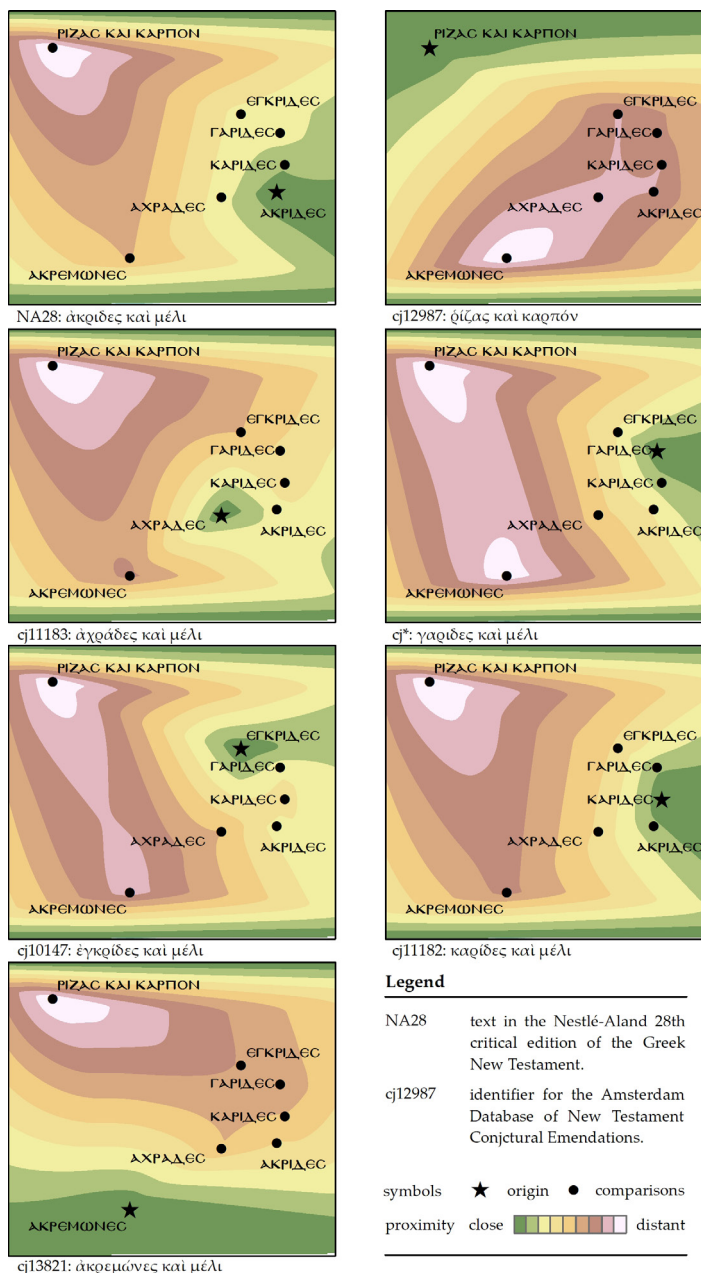 ΡΙΖΑϹ ΚΑΙ ΚΑΡΠΟΝ
ΕΓΚΡΙΔΕϹ
ΓΑΡΙΔΕϹ
ΚΑΡΙΔΕϹ
ΑΧΡΑΔΕϹ
ΑΚΡΙΔΕϹ
ΑΚΡΕΜΩΝΕϹ
NA28: ἀκριδες καὶ μέλι
ΡΙΖΑϹ ΚΑΙ ΚΑΡΠΟΝ
ΕΓΚΡΙΔΕϹ
ΓΑΡΙΔΕϹ
ΚΑΡΙΔΕϹ
ΑΧΡΑΔΕϹ
ΑΚΡΙΔΕϹ
ΑΚΡΕΜΩΝΕϹ
cj12987: ῥίζας καὶ καρπόν
ΡΙΖΑϹ ΚΑΙ ΚΑΡΠΟΝ
ΕΓΚΡΙΔΕϹ
ΓΑΡΙΔΕϹ
ΚΑΡΙΔΕϹ
ΑΧΡΑΔΕϹ
ΑΚΡΙΔΕϹ
ΑΚΡΕΜΩΝΕϹ
cj11183: ἀχράδες καὶ μέλι
ΡΙΖΑϹ ΚΑΙ ΚΑΡΠΟΝ
ΕΓΚΡΙΔΕϹ
ΓΑΡΙΔΕϹ
ΚΑΡΙΔΕϹ
ΑΧΡΑΔΕϹ
ΑΚΡΙΔΕϹ
ΑΚΡΕΜΩΝΕϹ
cj*: γαριδες καὶ μέλι
ΡΙΖΑϹ ΚΑΙ ΚΑΡΠΟΝ
ΕΓΚΡΙΔΕϹ
ΓΑΡΙΔΕϹ
ΚΑΡΙΔΕϹ
ΑΧΡΑΔΕϹ
ΑΚΡΙΔΕϹ
ΑΚΡΕΜΩΝΕϹ
cj10147: ἐγκρίδες καὶ μέλι
ΡΙΖΑϹ ΚΑΙ ΚΑΡΠΟΝ
ΕΓΚΡΙΔΕϹ
ΓΑΡΙΔΕϹ
ΚΑΡΙΔΕϹ
ΑΧΡΑΔΕϹ
ΑΚΡΙΔΕϹ
ΑΚΡΕΜΩΝΕϹ
cj11182: καρίδες καὶ μέλι
ΡΙΖΑϹ ΚΑΙ ΚΑΡΠΟΝ
ΕΓΚΡΙΔΕϹ
ΓΑΡΙΔΕϹ
ΚΑΡΙΔΕϹ
ΑΧΡΑΔΕϹ
ΑΚΡΙΔΕϹ
ΑΚΡΕΜΩΝΕϹ
cj13821: ἀκρεμώνες καὶ μέλι
Legend
NA28 text in the Nestlé-Aland 28th
critical edition of the Greek
New Testament.
cj12987 identifier for the Amsterdam
Database of New Testament
Conjctural Emendations.
symbols ★ origin ● comparisons
proximity close distant